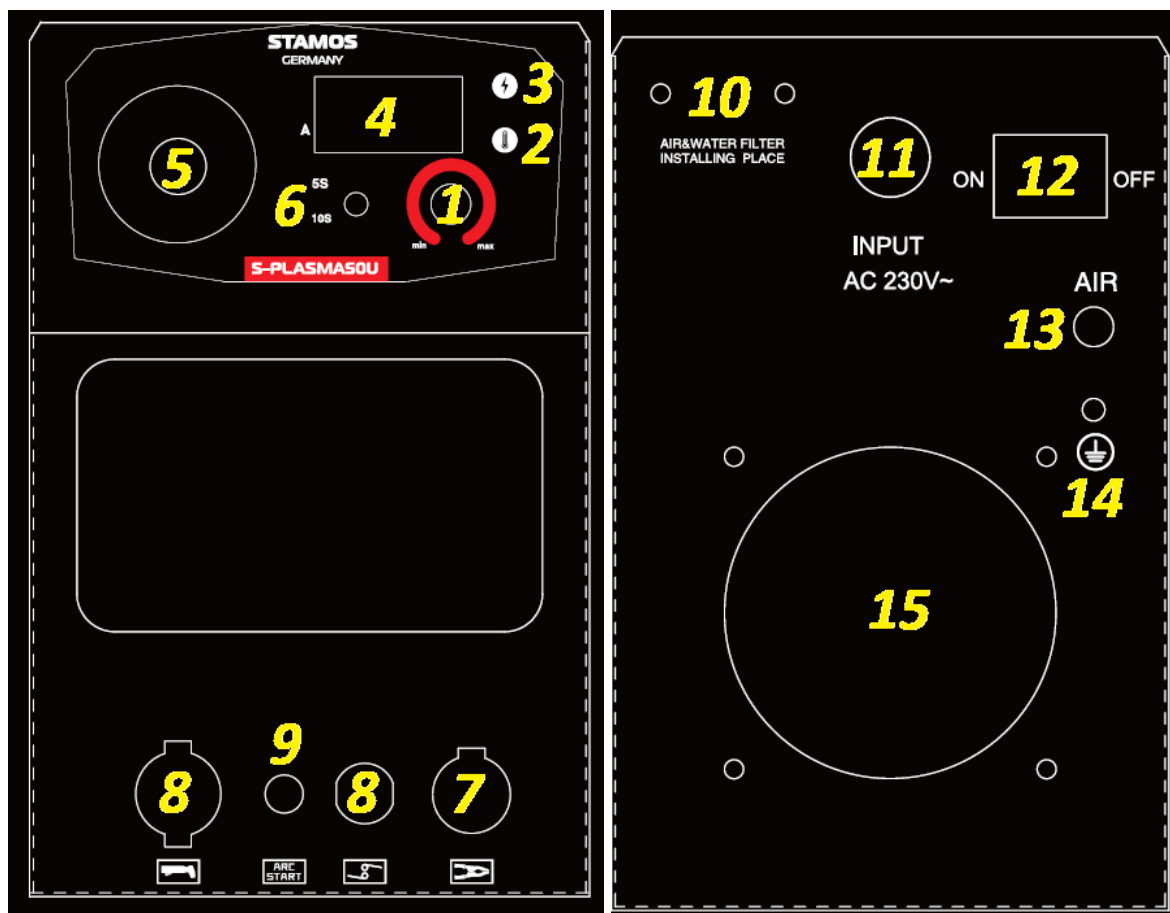 STAMOS
GERMANY
3
A
4
2
5
5S
6
10S
1
min
max
S-PLASMA50U
9
8
8
7
ARC
START
10
AIR&WATER FILTER
INSTALLING PLACE
11
ON
12
OFF
INPUT
AC 230V~
AIR
13
14
15